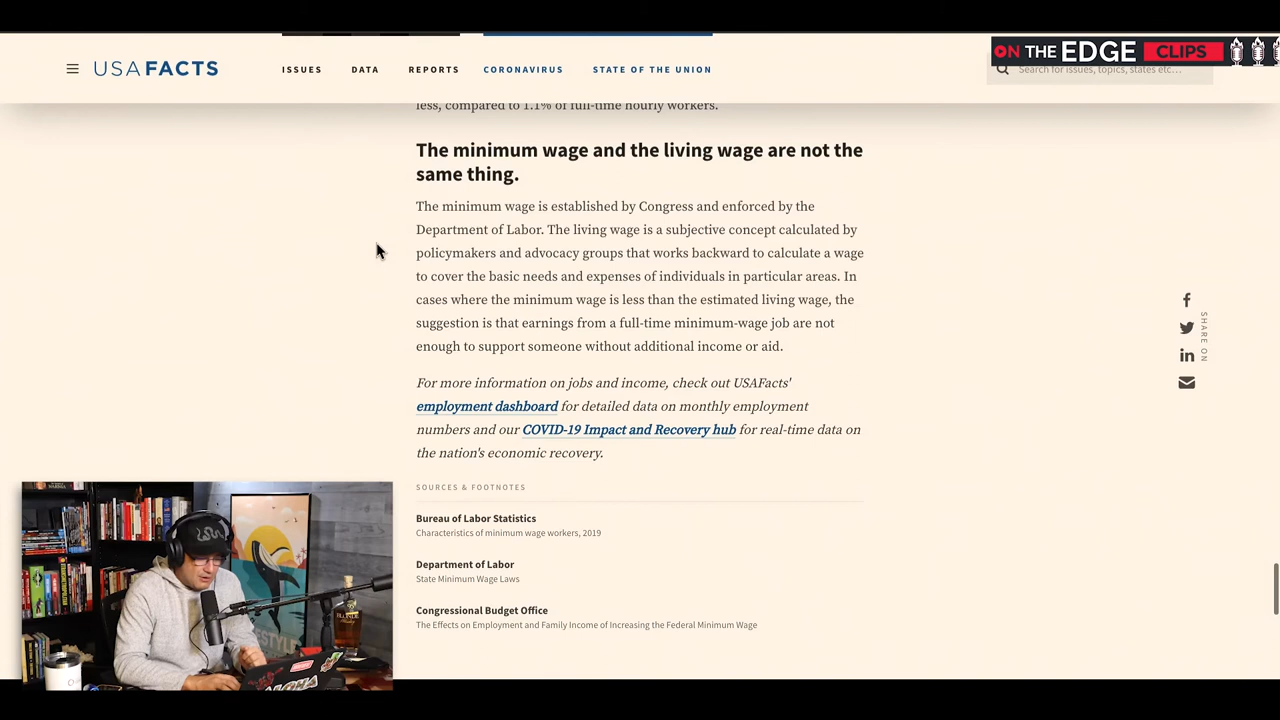 USAFACTS
ISSUES
DATA
REPORTS
CORONAVIRUS
STATE OF THE UNION
ON THE EDGE CLIPS
Search for issues, topics, states etc...
less, compared to 1.1% of full-time hourly workers.
The minimum wage and the living wage are not the
same thing.
The minimum wage is established by Congress and enforced by the
Department of Labor. The living wage is a subjective concept calculated by
policymakers and advocacy groups that works backward to calculate a wage
to cover the basic needs and expenses of individuals in particular areas. In
cases where the minimum wage is less than the estimated living wage, the
suggestion is that earnings from a full-time minimum-wage job are not
enough to support someone without additional income or aid.
For more information on jobs and income, check out USAFacts'
employment dashboard for detailed data on monthly employment
numbers and our COVID-19 Impact and Recovery hub for real-time data on
the nation's economic recovery.
SHARE ON
SOURCES & FOOTNOTES
Bureau of Labor Statistics
Characteristics of minimum wage workers, 2019
Department of Labor
State Minimum Wage Laws
Congressional Budget Office
The Effects on Employment and Family Income of Increasing the Federal Minimum Wage
ALOHA